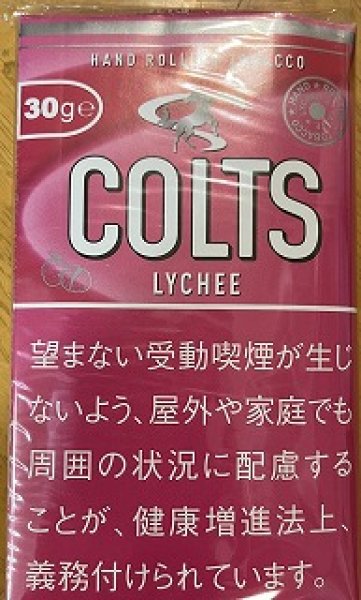 HAND ROLLING TOBACCO
30g℮
COLTS
LYCHEE
望まない受動喫煙が生じ
ないよう、屋外や家庭でも
周囲の状況に配慮する
ことが、健康増進法上、
義務付けられています。